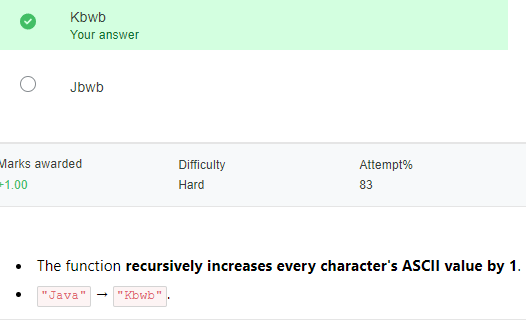 Kbwb
Your answer
Jbwb
Marks awarded Difficulty Attempt%
+1.00 Hard 83
• The function recursively increases every character's ASCII value by 1.
• "Java" → "Kbwb".